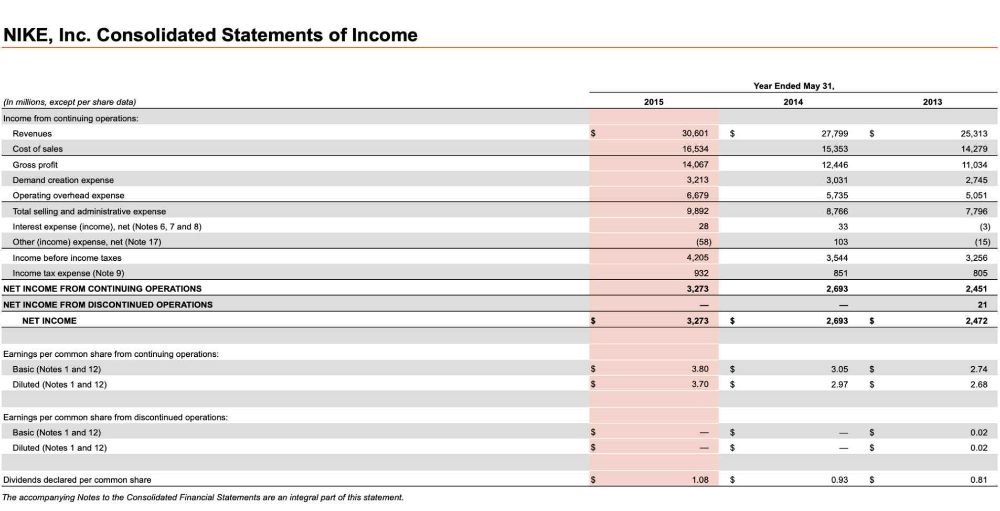 NIKE, Inc. Consolidated Statements of Income
Year Ended May 31,
(In millions, except per share data) 2015 2014 2013
Income from continuing operations:
Revenues $ 30,601 $ 27,799 $ 25,313
Cost of sales 16,534 15,353 14,279
Gross profit 14,067 12,446 11,034
Demand creation expense 3,213 3,031 2,745
Operating overhead expense 6,679 5,735 5,051
Total selling and administrative expense 9,892 8,766 7,796
Interest expense (income), net (Notes 6, 7 and 8) 28 33 (3)
Other (income) expense, net (Note 17) (58) 103 (15)
Income before income taxes 4,205 3,544 3,256
Income tax expense (Note 9) 932 851 805
NET INCOME FROM CONTINUING OPERATIONS 3,273 2,693 2,451
NET INCOME FROM DISCONTINUED OPERATIONS — — 21
NET INCOME $ 3,273 $ 2,693 $ 2,472
Earnings per common share from continuing operations:
Basic (Notes 1 and 12) $ 3.80 $ 3.05 $ 2.74
Diluted (Notes 1 and 12) $ 3.70 $ 2.97 $ 2.68
Earnings per common share from discontinued operations:
Basic (Notes 1 and 12) $ — $ — $ 0.02
Diluted (Notes 1 and 12) $ — $ — $ 0.02
Dividends declared per common share $ 1.08 $ 0.93 $ 0.81
The accompanying Notes to the Consolidated Financial Statements are an integral part of this statement.